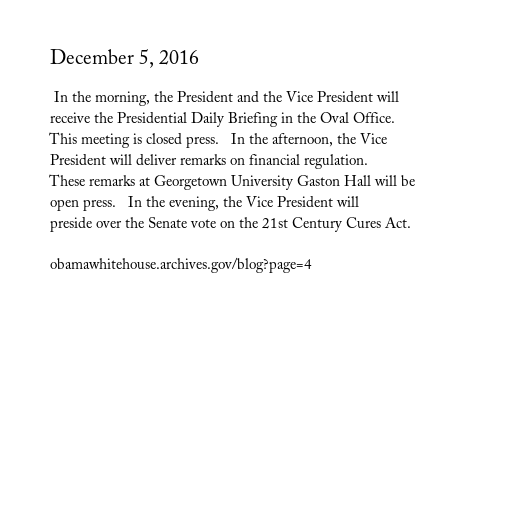 December 5, 2016
In the morning, the President and the Vice President will
receive the Presidential Daily Briefing in the Oval Office.
This meeting is closed press.   In the afternoon, the Vice
President will deliver remarks on financial regulation.
These remarks at Georgetown University Gaston Hall will be
open press.   In the evening, the Vice President will
preside over the Senate vote on the 21st Century Cures Act.
obamawhitehouse.archives.gov/blog?page=4